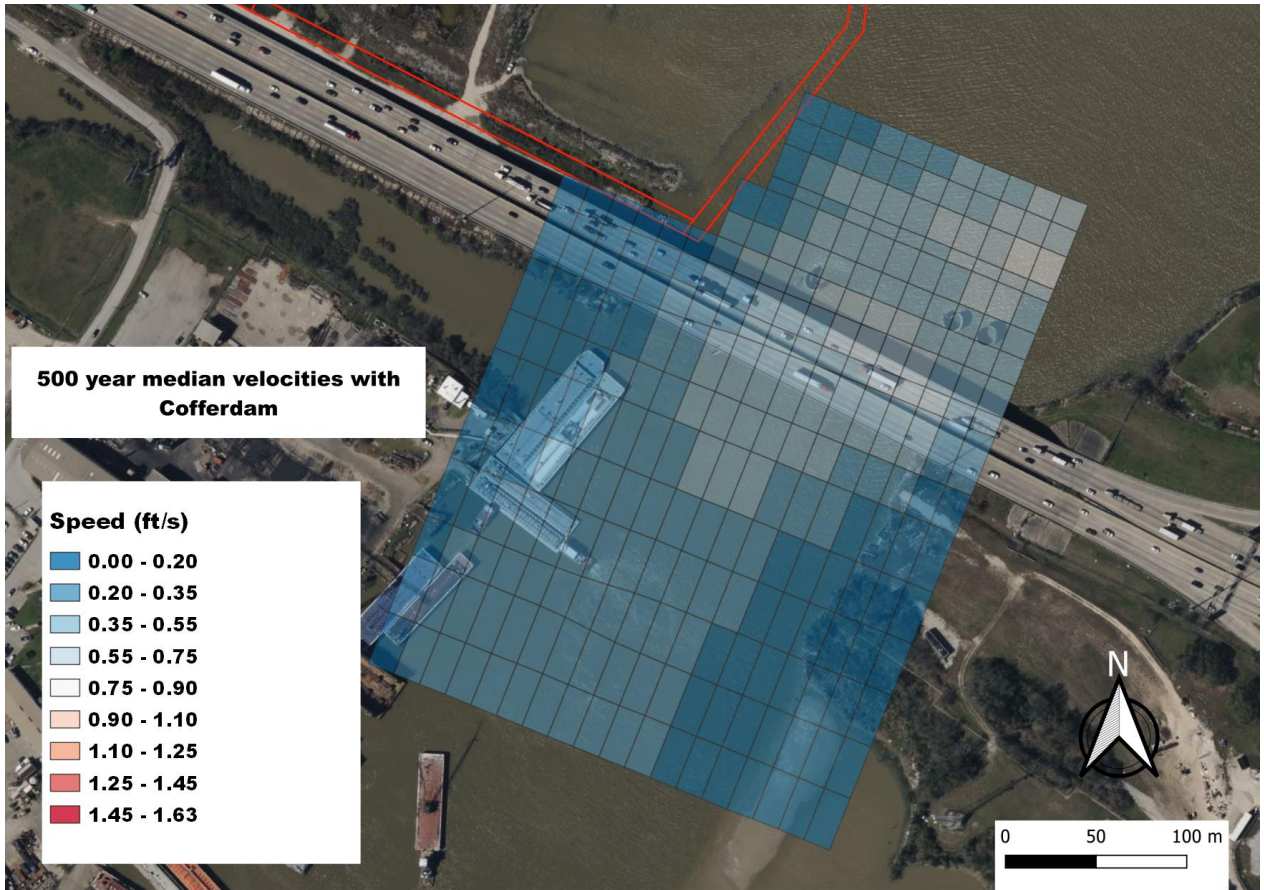 500 year median velocities with
Cofferdam
Speed (ft/s)
0.00 - 0.20
0.20 - 0.35
0.35 - 0.55
0.55 - 0.75
0.75 - 0.90
0.90 - 1.10
1.10 - 1.25
1.25 - 1.45
1.45 - 1.63
N
0 50 100 m